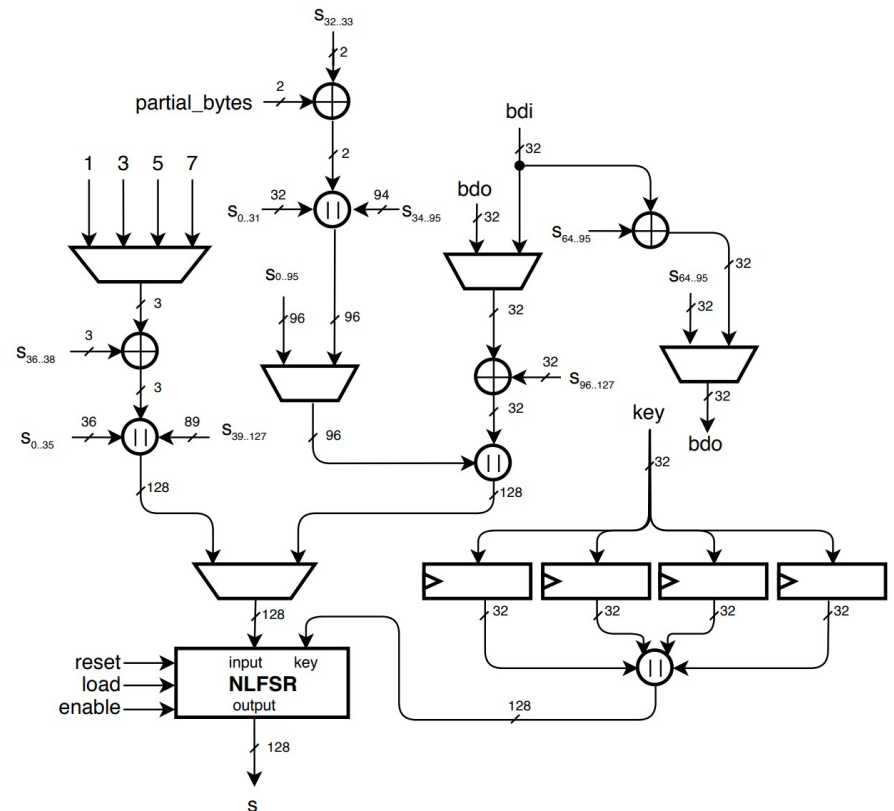 s32..33
2
2
partial_bytes
bdi
2
32
1 3 5 7
bdo
32
94
s0..31
| |
s34..95
32
s64..95
s0..95
s64..95
32
3
96
96
32
32
3
32
s36..38
s96..127
3
32
32
key
36
89
96
bdo
s0..35
| |
s39..127
| |
32
128
128
128
32
32
32
32
reset
input key
load
NLFSR
| |
enable
output
128
128
s